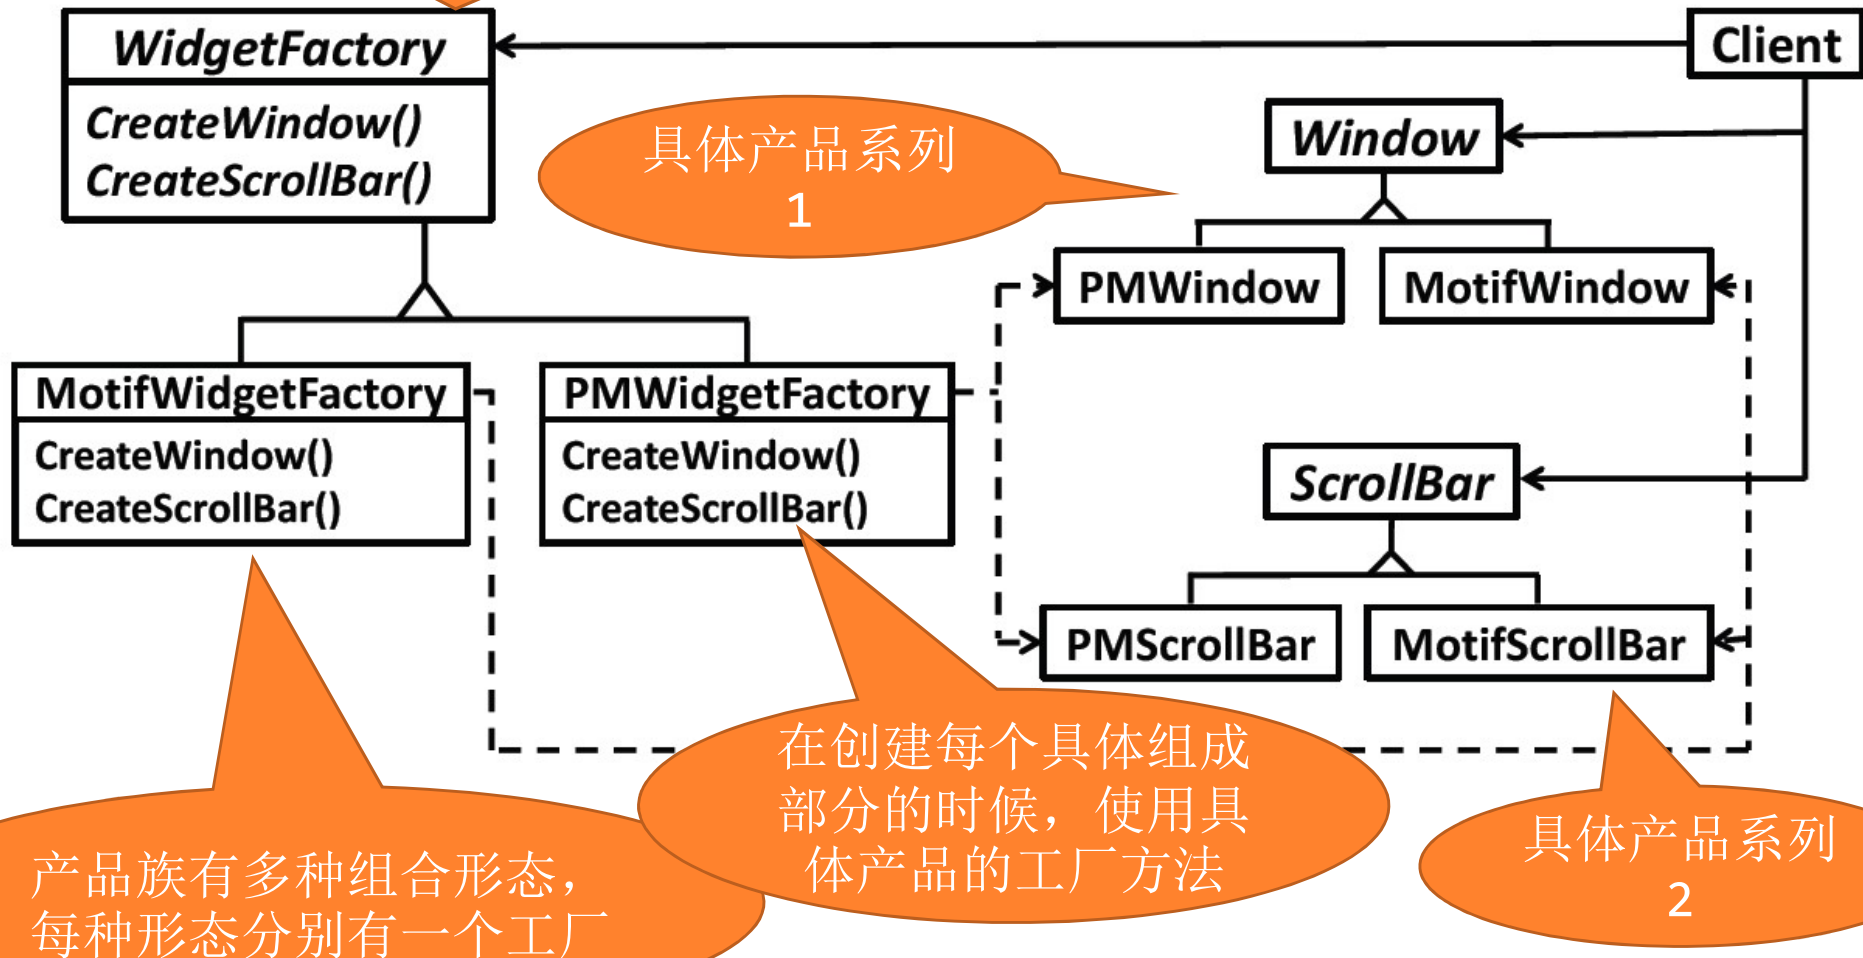 WidgetFactory
CreateWindow()
CreateScrollBar()
Client
具体产品系列
1
Window
PMWindow
MotifWindow
MotifWidgetFactory
CreateWindow()
CreateScrollBar()
PMWidgetFactory
CreateWindow()
CreateScrollBar()
ScrollBar
PMScrollBar
MotifScrollBar
在创建每个具体组成
部分的时候，使用具
体产品的工厂方法
具体产品系列
2
产品族有多种组合形态，
每种形态分别有一个工厂